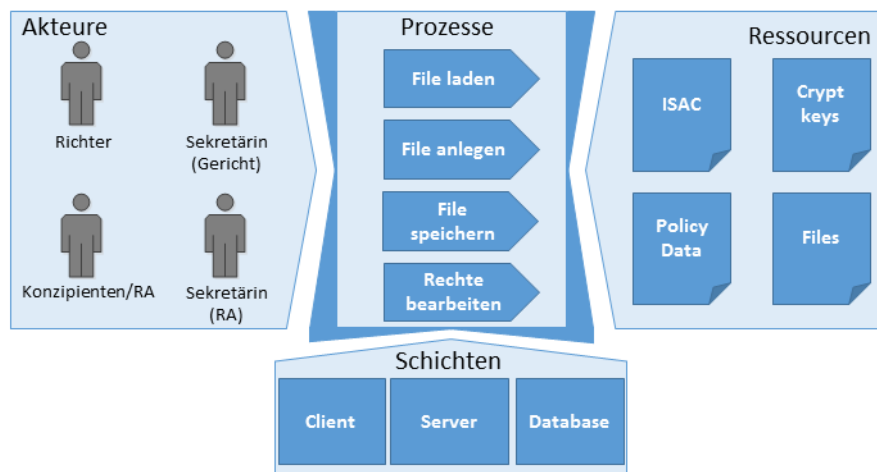 Akteure
Richter
Sekretärin
(Gericht)
Konzipienten/RA
Sekretärin
(RA)
Prozesse
File laden
File anlegen
File
speichern
Rechte
bearbeiten
Ressourcen
ISAC
Crypt
keys
Policy
Data
Files
Schichten
Client
Server
Database